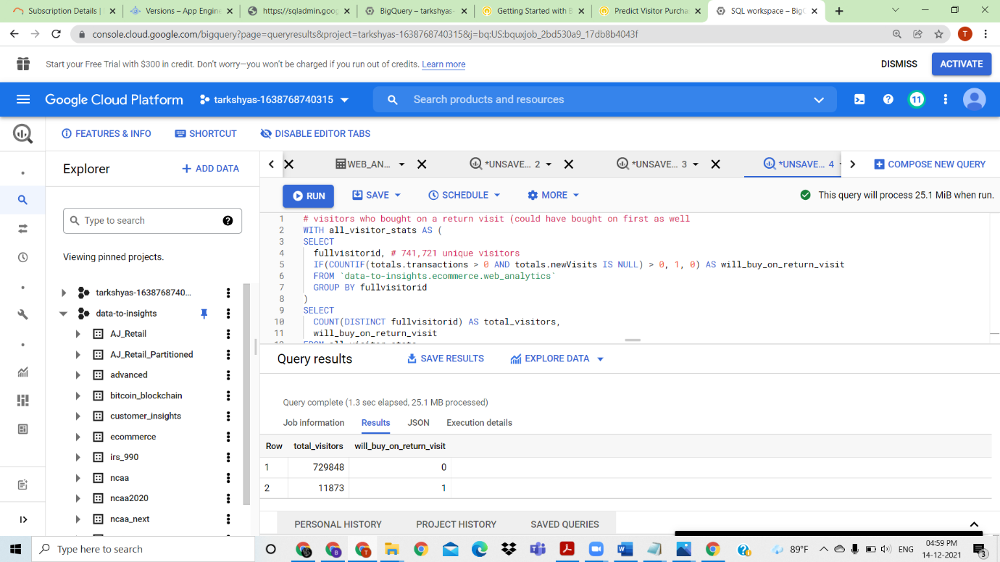 Subscription Details | Versions – App Engine https://sqladmin.goog BigQuery – tarkshyas- Getting Started with B Predict Visitor Purcha SQL workspace – Big
console.cloud.google.com/bigquery?page=queryresults&project=tarkshyas-1638768740315&j=bq:US:bquxjob_2bd530a9_17db8b4043f T
Start your Free Trial with $300 in credit. Don't worry—you won't be charged if you run out of credits. Learn more DISMISS ACTIVATE
Google Cloud Platform tarkshyas-1638768740315 Search products and resources 11
FEATURES & INFO SHORTCUT DISABLE EDITOR TABS
Explorer + ADD DATA
WEB_AN... *UNSAVE... 2 *UNSAVE... 3 *UNSAVE... 4 COMPOSE NEW QUERY
RUN SAVE SCHEDULE MORE This query will process 25.1 MiB when run.
Type to search
Viewing pinned projects.
tarkshyas-1638768740...
data-to-insights
AJ_Retail
AJ_Retail_Partitioned
advanced
bitcoin_blockchain
customer_insights
ecommerce
irs_990
ncaa
ncaa2020
ncaa_next
1 # visitors who bought on a return visit (could have bought on first as well
2 WITH all_visitor_stats AS (
3 SELECT
4 fullvisitorid, # 741,721 unique visitors
5 IF(COUNTIF(totals.transactions > 0 AND totals.newVisits IS NULL) > 0, 1, 0) AS will_buy_on_return_visit
6 FROM `data-to-insights.ecommerce.web_analytics`
7 GROUP BY fullvisitorid
8 )
9 SELECT
10 COUNT(DISTINCT fullvisitorid) AS total_visitors,
11 will_buy_on_return_visit
12 FROM all_visitor_stats
Query results SAVE RESULTS EXPLORE DATA
Query complete (1.3 sec elapsed, 25.1 MB processed)
Job information Results JSON Execution details
Row total_visitors will_buy_on_return_visit
1 729848 0
2 11873 1
PERSONAL HISTORY PROJECT HISTORY SAVED QUERIES
Type here to search 89°F ENG 04:59 PM
14-12-2021 3